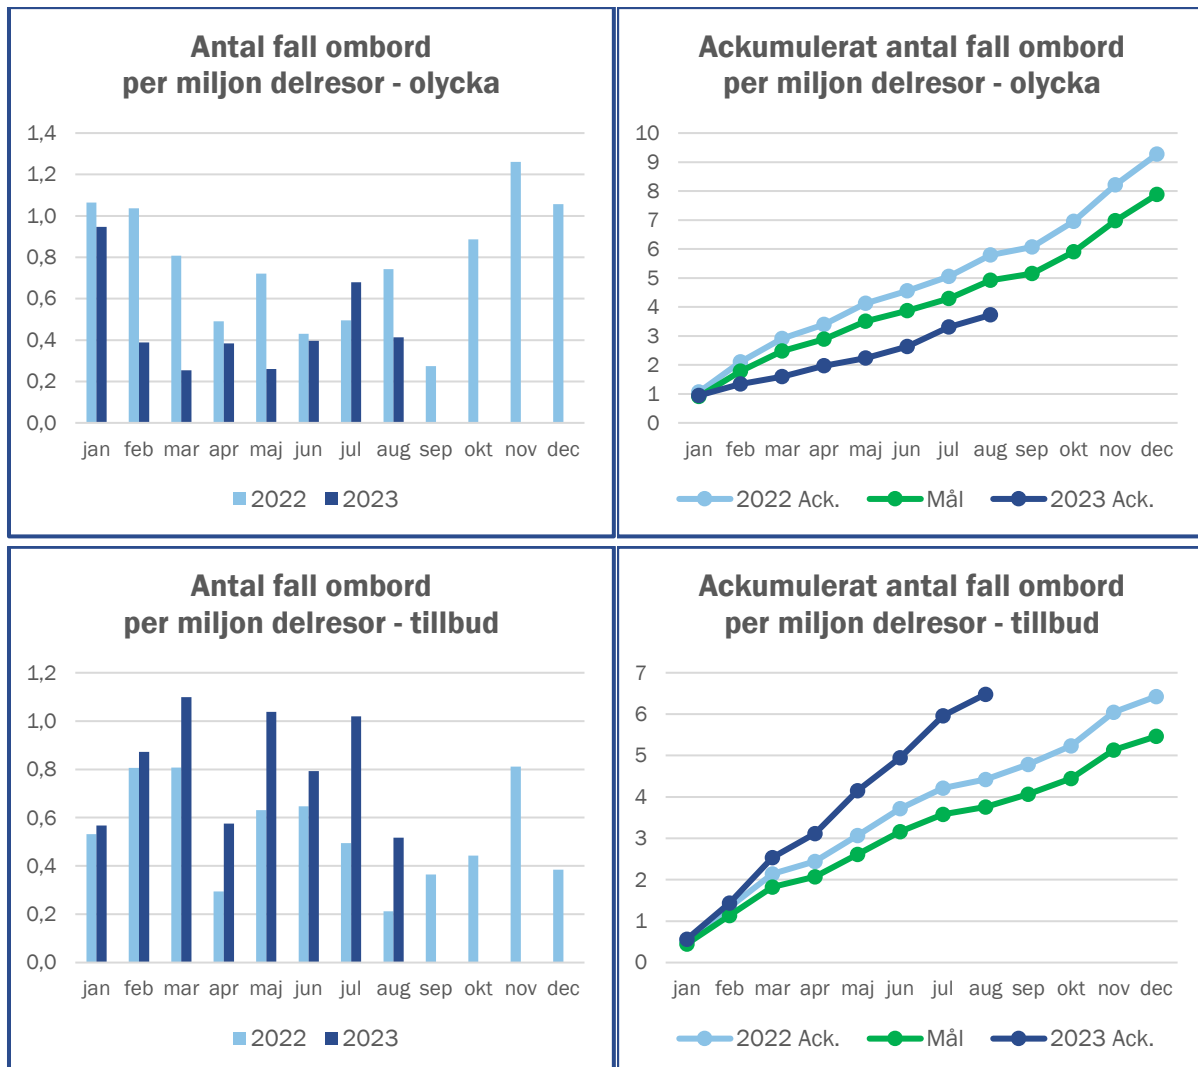 Antal fall ombord
per miljon delresor - olycka
1,4
1,2
1,0
0,8
0,6
0,4
0,2
0,0
jan feb mar apr maj jun jul aug sep okt nov dec
2022 2023
Ackumulerat antal fall ombord
per miljon delresor - olycka
10
9
8
7
6
5
4
3
2
1
0
jan feb mar apr maj jun jul aug sep okt nov dec
2022 Ack. Mål 2023 Ack.
Antal fall ombord
per miljon delresor - tillbud
1,2
1,0
0,8
0,6
0,4
0,2
0,0
jan feb mar apr maj jun jul aug sep okt nov dec
2022 2023
Ackumulerat antal fall ombord
per miljon delresor - tillbud
7
6
5
4
3
2
1
0
jan feb mar apr maj jun jul aug sep okt nov dec
2022 Ack. Mål 2023 Ack.